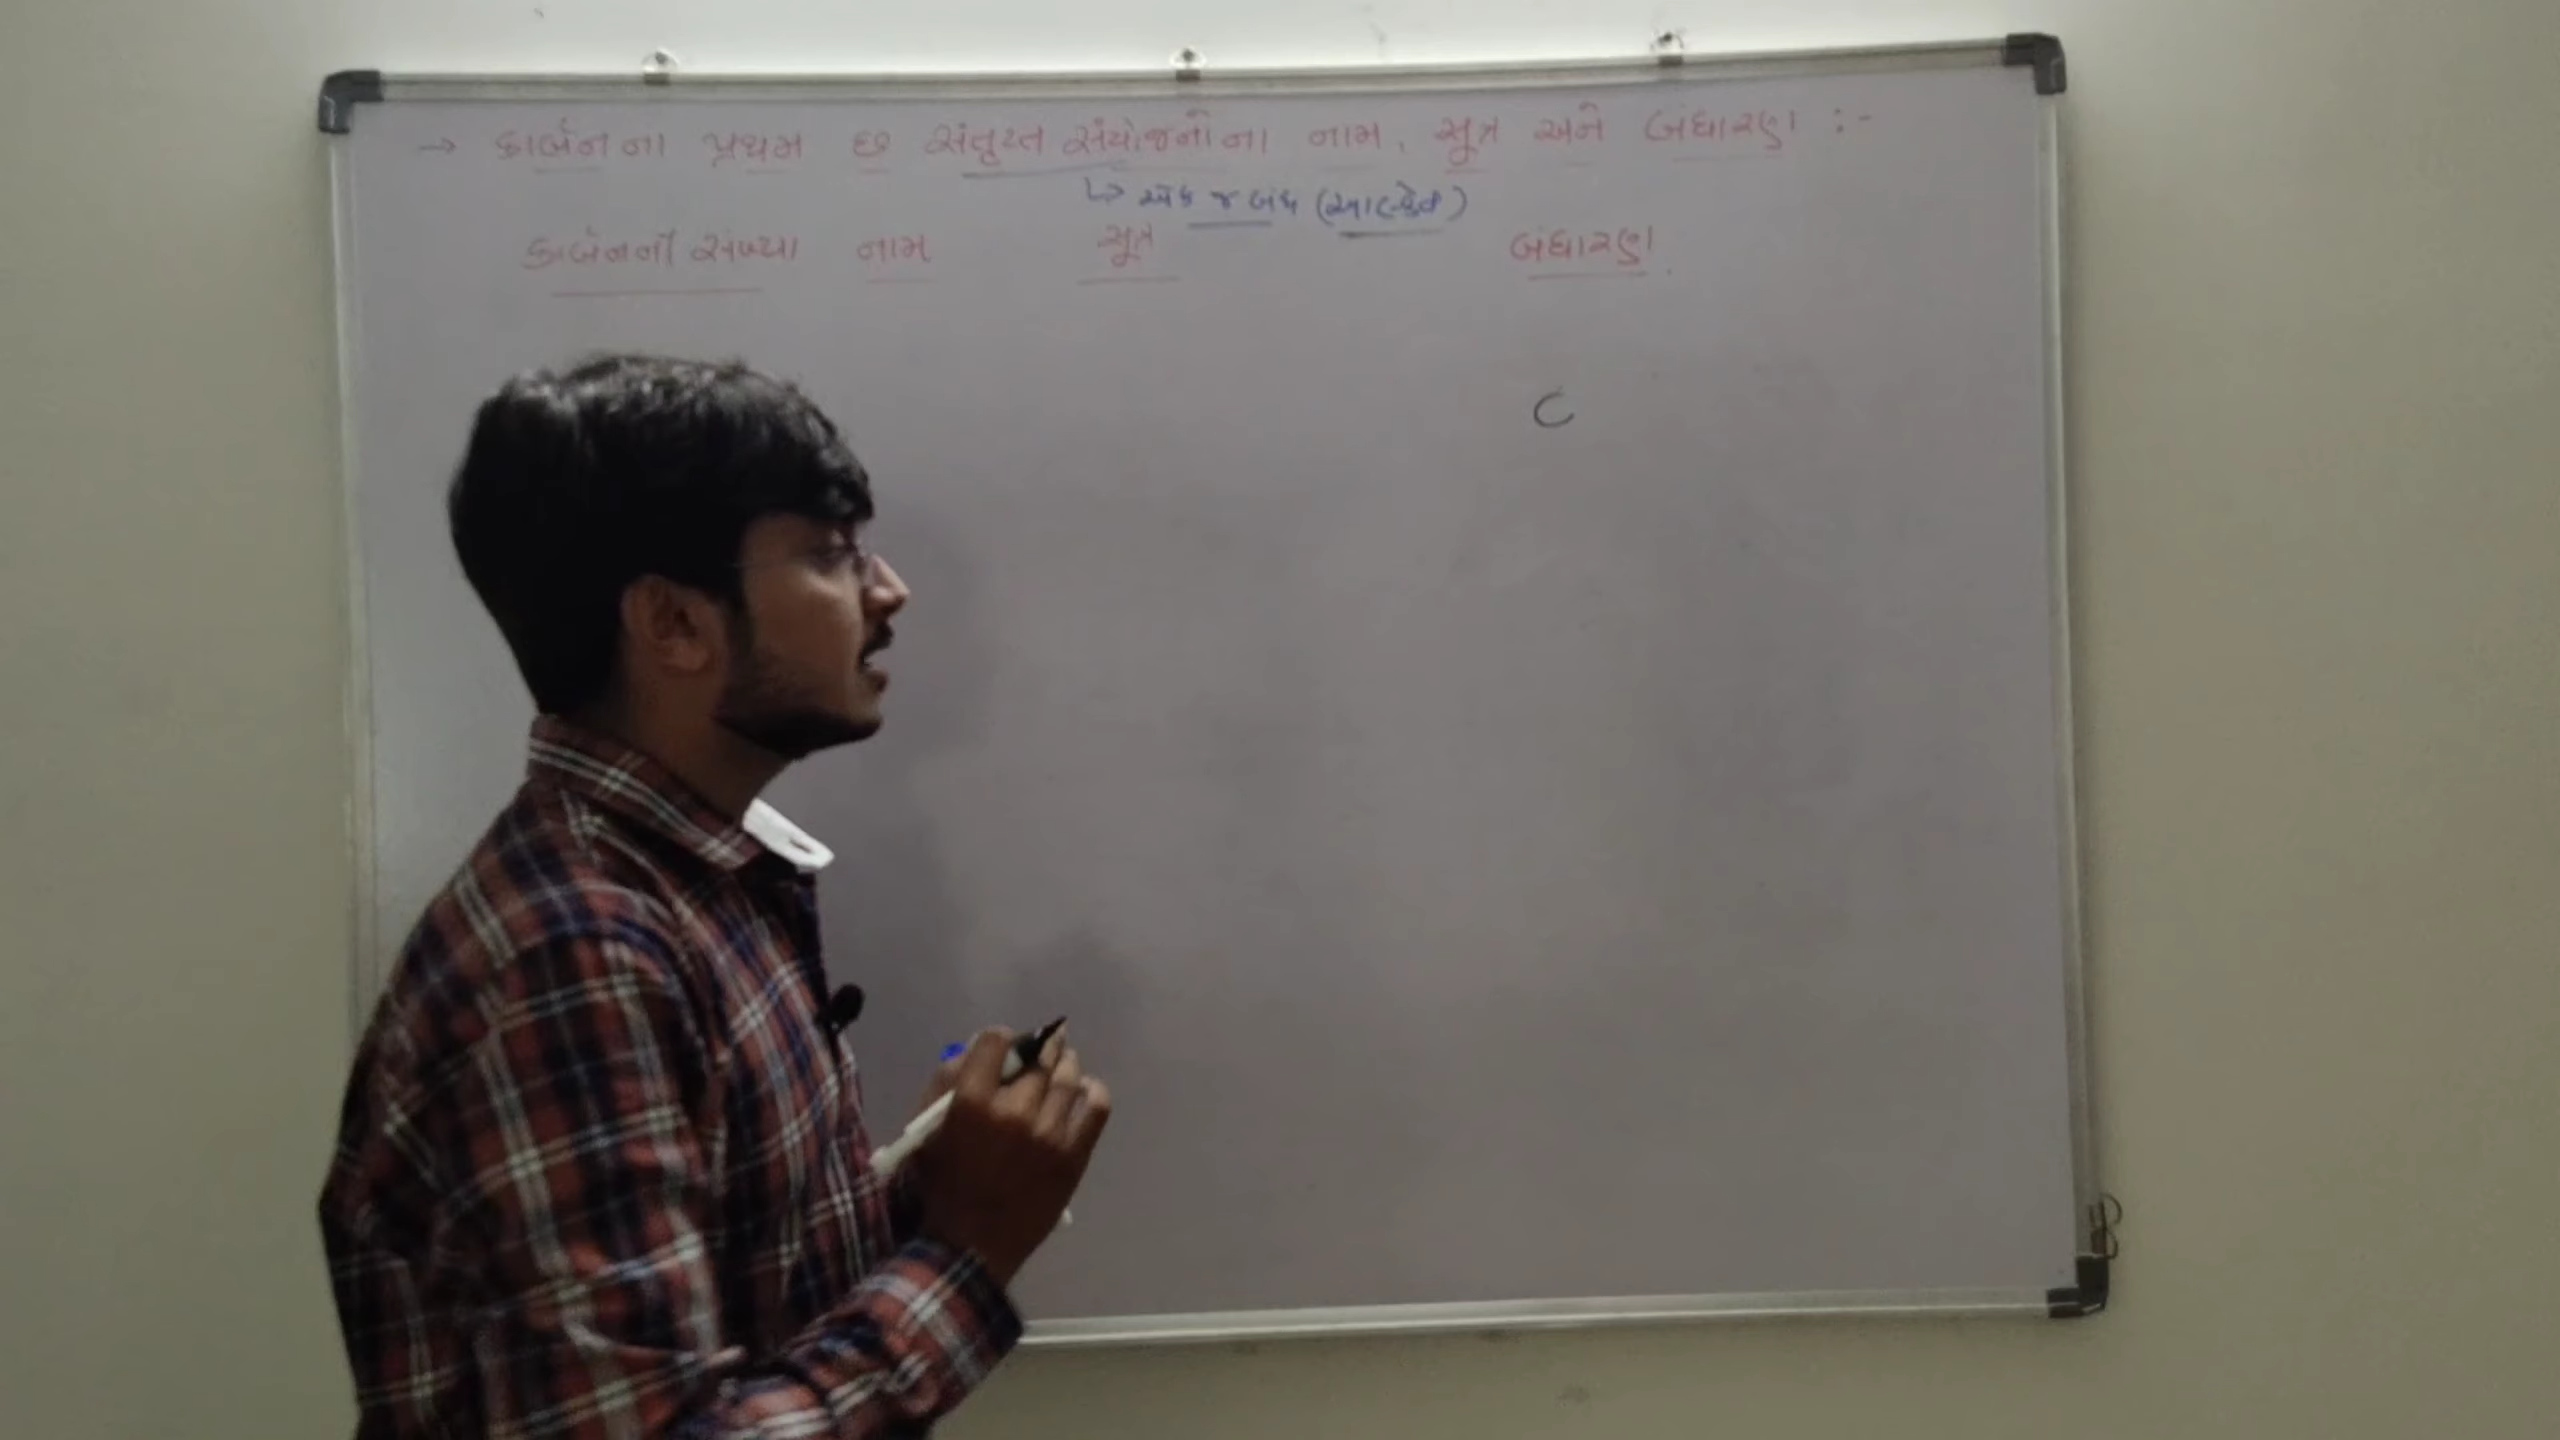 → કાર્બનના પ્રથમ છ સંતૃપ્ત સંયોજનોના નામ, સૂત્ર અને બંધારણ :-
↳ એક જ બંધ (આલ્કેન)
કાર્બનની સંખ્યા નામ સૂત્ર બંધારણ
C